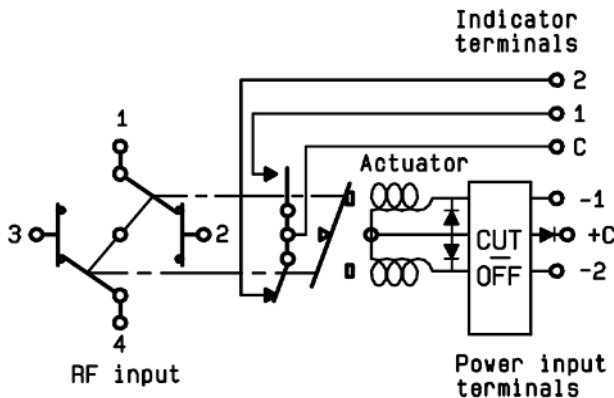 Indicator
terminals
2
1
1
C
Actuator
-1
3
2
CUT
+C
OFF
-2
4
RF input
Power input
terminals